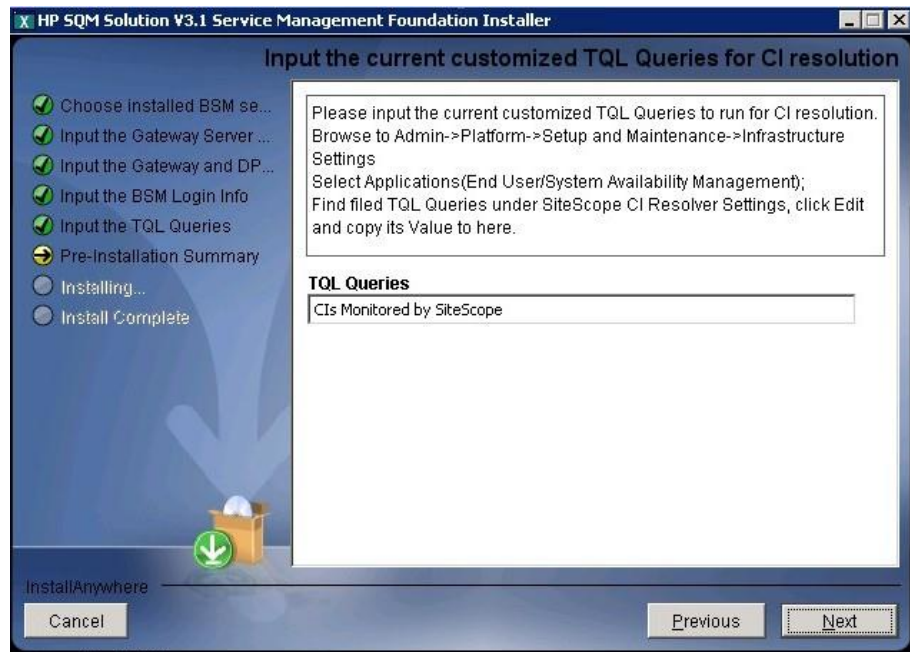 HP SQM Solution V3.1 Service Management Foundation Installer
Input the current customized TQL Queries for CI resolution
Choose installed BSM se...
Input the Gateway Server ...
Input the Gateway and DP...
Input the BSM Login Info
Input the TQL Queries
Pre-Installation Summary
Installing...
Install Complete
Please input the current customized TQL Queries to run for CI resolution.
Browse to Admin->Platform->Setup and Maintenance->Infrastructure
Settings
Select Applications(End User/System Availability Management);
Find filed TQL Queries under SiteScope CI Resolver Settings, click Edit
and copy its Value to here.
TQL Queries
CIs Monitored by SiteScope
InstallAnywhere
Cancel
Previous
Next